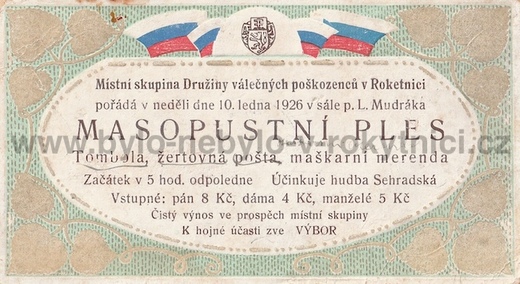 Místní skupina Družiny válečných poškozenců v Roketnici
pořádá v neděli dne 10. ledna 1926 v sále p. L. Mudráka
MASOPUSTNÍ PLES
www.bylo-nebylo-v-rokytnici.cz
Tombola, žertovná pošta, maškarní merenda
Začátek v 5 hod. odpoledne Účinkuje hudba Sehradská
Vstupné: pán 8 Kč, dáma 4 Kč, manželé 5 Kč
Čistý výnos ve prospěch místní skupiny
K hojné účasti zve VÝBOR